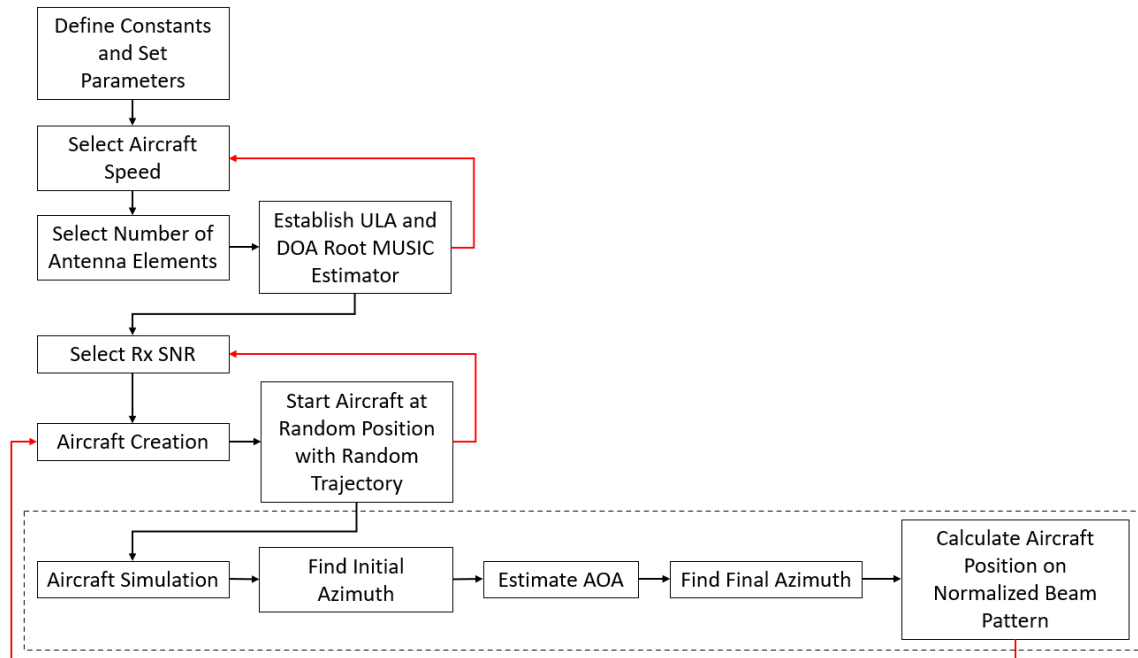 Define Constants
and Set
Parameters
Select Aircraft
Speed
Select Number of
Antenna Elements
Establish ULA and
DOA Root MUSIC
Estimator
Select Rx SNR
Aircraft Creation
Start Aircraft at
Random Position
with Random
Trajectory
Aircraft Simulation
Find Initial
Azimuth
Estimate AOA
Find Final Azimuth
Calculate Aircraft
Position on
Normalized Beam
Pattern